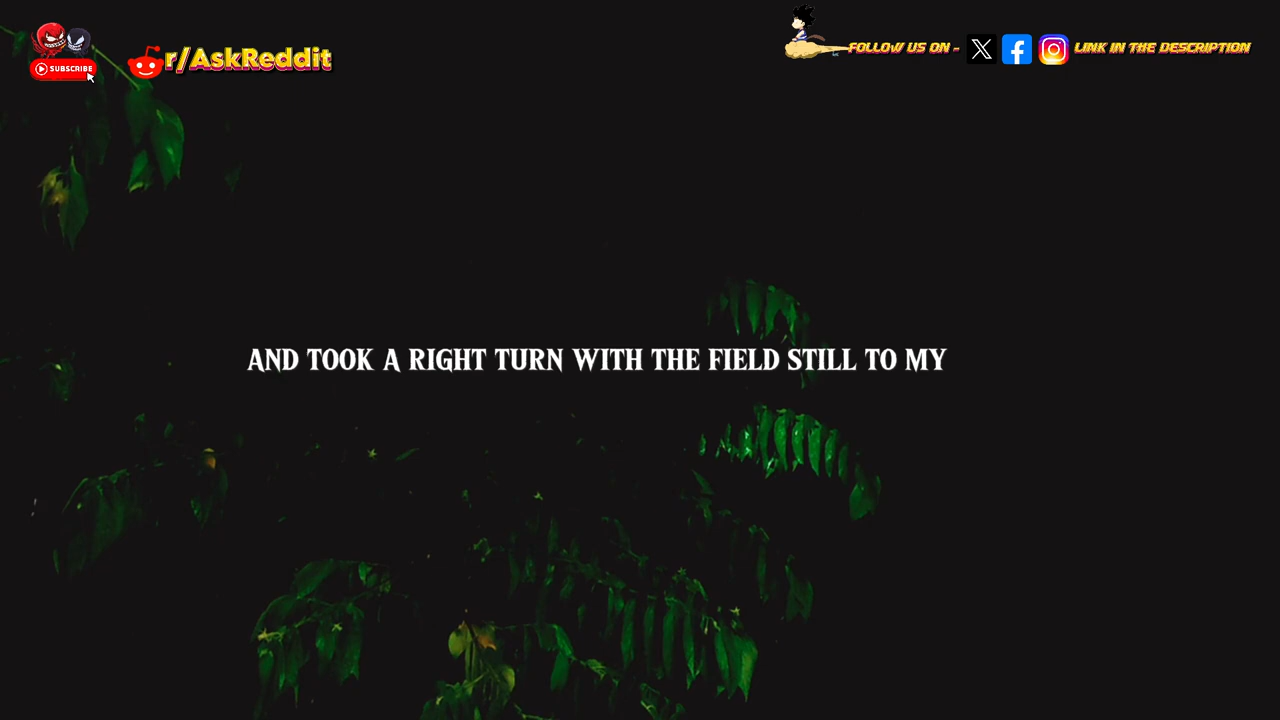 SUBSCRIBE
r/AskReddit
FOLLOW US ON -
LINK IN THE DESCRIPTION
AND TOOK A RIGHT TURN WITH THE FIELD STILL TO MY